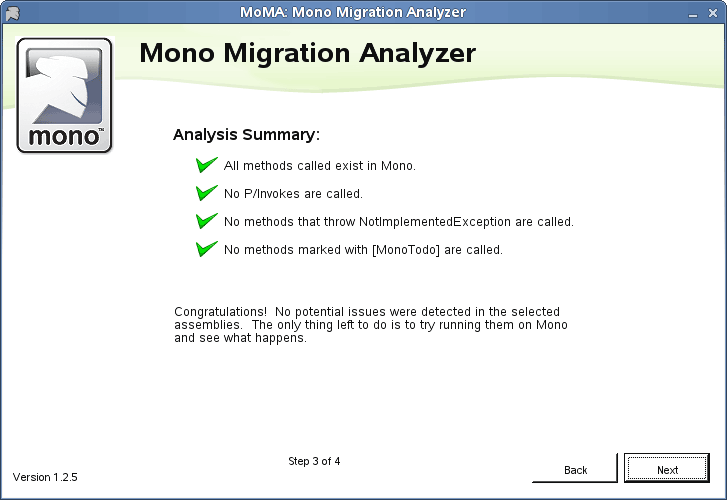 MoMA: Mono Migration Analyzer
Mono Migration Analyzer
mono™
Analysis Summary:
All methods called exist in Mono.
No P/Invokes are called.
No methods that throw NotImplementedException are called.
No methods marked with [MonoTodo] are called.
Congratulations!  No potential issues were detected in the selected
assemblies.  The only thing left to do is to try running them on Mono
and see what happens.
Step 3 of 4
Version 1.2.5
Back
Next